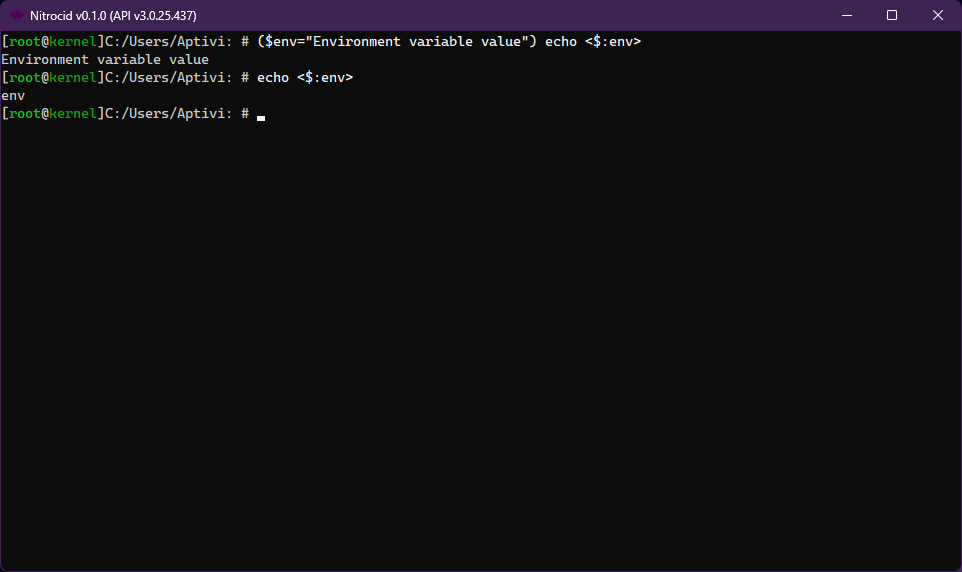 Nitrocid v0.1.0 (API v3.0.25.437)
[root@kernel]C:/Users/Aptivi: # ($env="Environment variable value") echo <$:env>
Environment variable value
[root@kernel]C:/Users/Aptivi: # echo <$:env>
env
[root@kernel]C:/Users/Aptivi: #